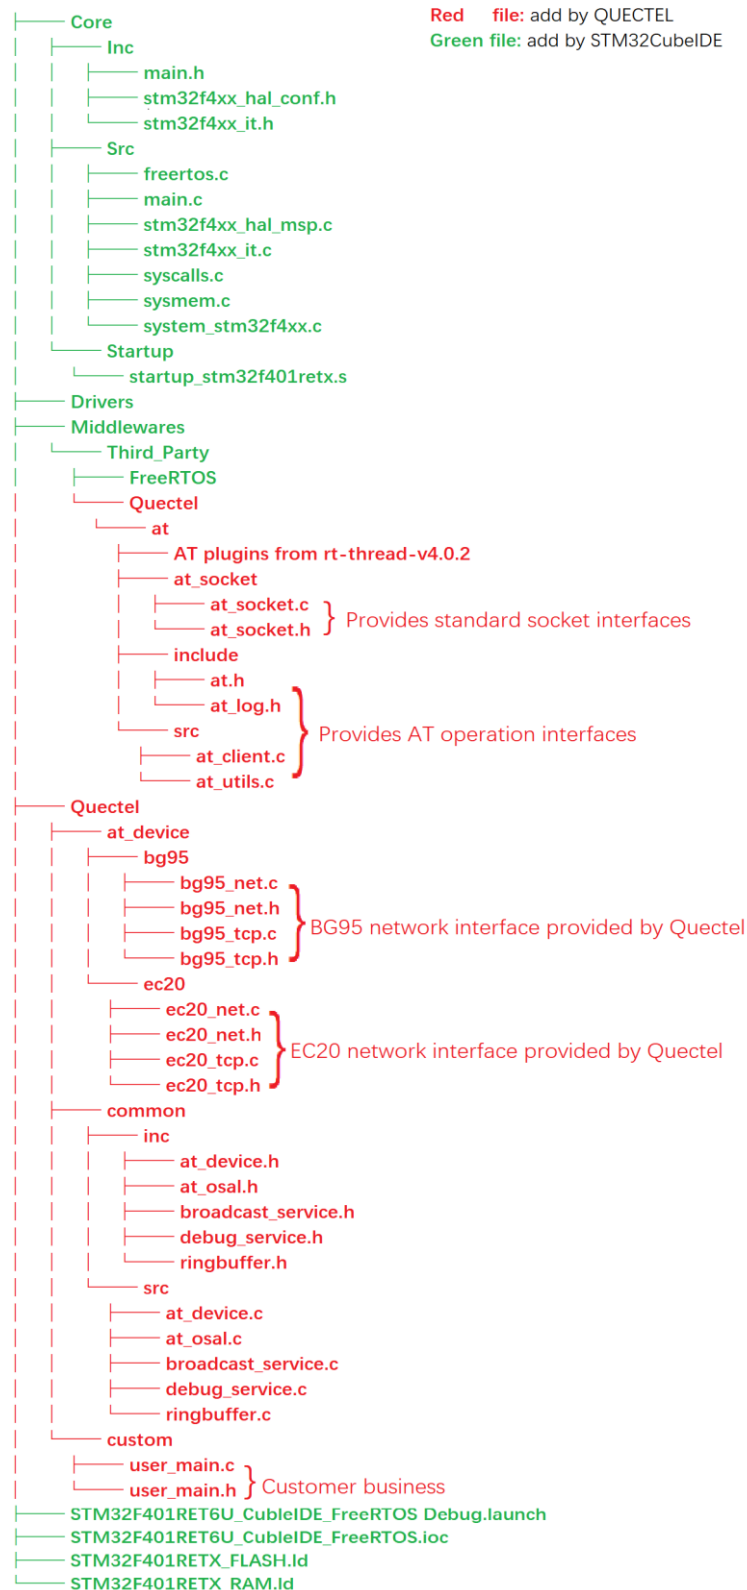 Red file: add by QUECTEL
Green file: add by STM32CubeIDE
Core
Inc
main.h
stm32f4xx_hal_conf.h
stm32f4xx_it.h
Src
freertos.c
main.c
stm32f4xx_hal_msp.c
stm32f4xx_it.c
syscalls.c
sysmem.c
system_stm32f4xx.c
Startup
startup_stm32f401retx.s
Drivers
Middlewares
Third_Party
FreeRTOS
Quectel
at
AT plugins from rt-thread-v4.0.2
at_socket
at_socket.c
at_socket.h
Provides standard socket interfaces
include
at.h
at_log.h
src
Provides AT operation interfaces
at_client.c
at_utils.c
Quectel
at_device
bg95
bg95_net.c
bg95_net.h
bg95_tcp.c
bg95_tcp.h
BG95 network interface provided by Quectel
ec20
ec20_net.c
ec20_net.h
ec20_tcp.c
ec20_tcp.h
EC20 network interface provided by Quectel
common
inc
at_device.h
at_osal.h
broadcast_service.h
debug_service.h
ringbuffer.h
src
at_device.c
at_osal.c
broadcast_service.c
debug_service.c
ringbuffer.c
custom
user_main.c
user_main.h
Customer business
STM32F401RET6U_CubleIDE_FreeRTOS Debug.launch
STM32F401RET6U_CubleIDE_FreeRTOS.ioc
STM32F401RETX_FLASH.ld
STM32F401RETX_RAM.ld